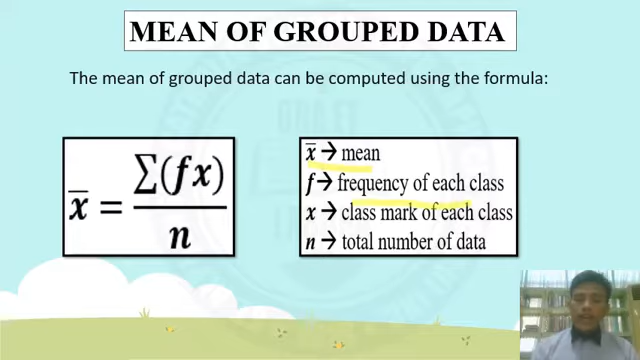 MEAN OF GROUPED DATA
The mean of grouped data can be computed using the formula:
x̅ = ∑(fx) / n
x̅ → mean
f → frequency of each class
x → class mark of each class
n → total number of data